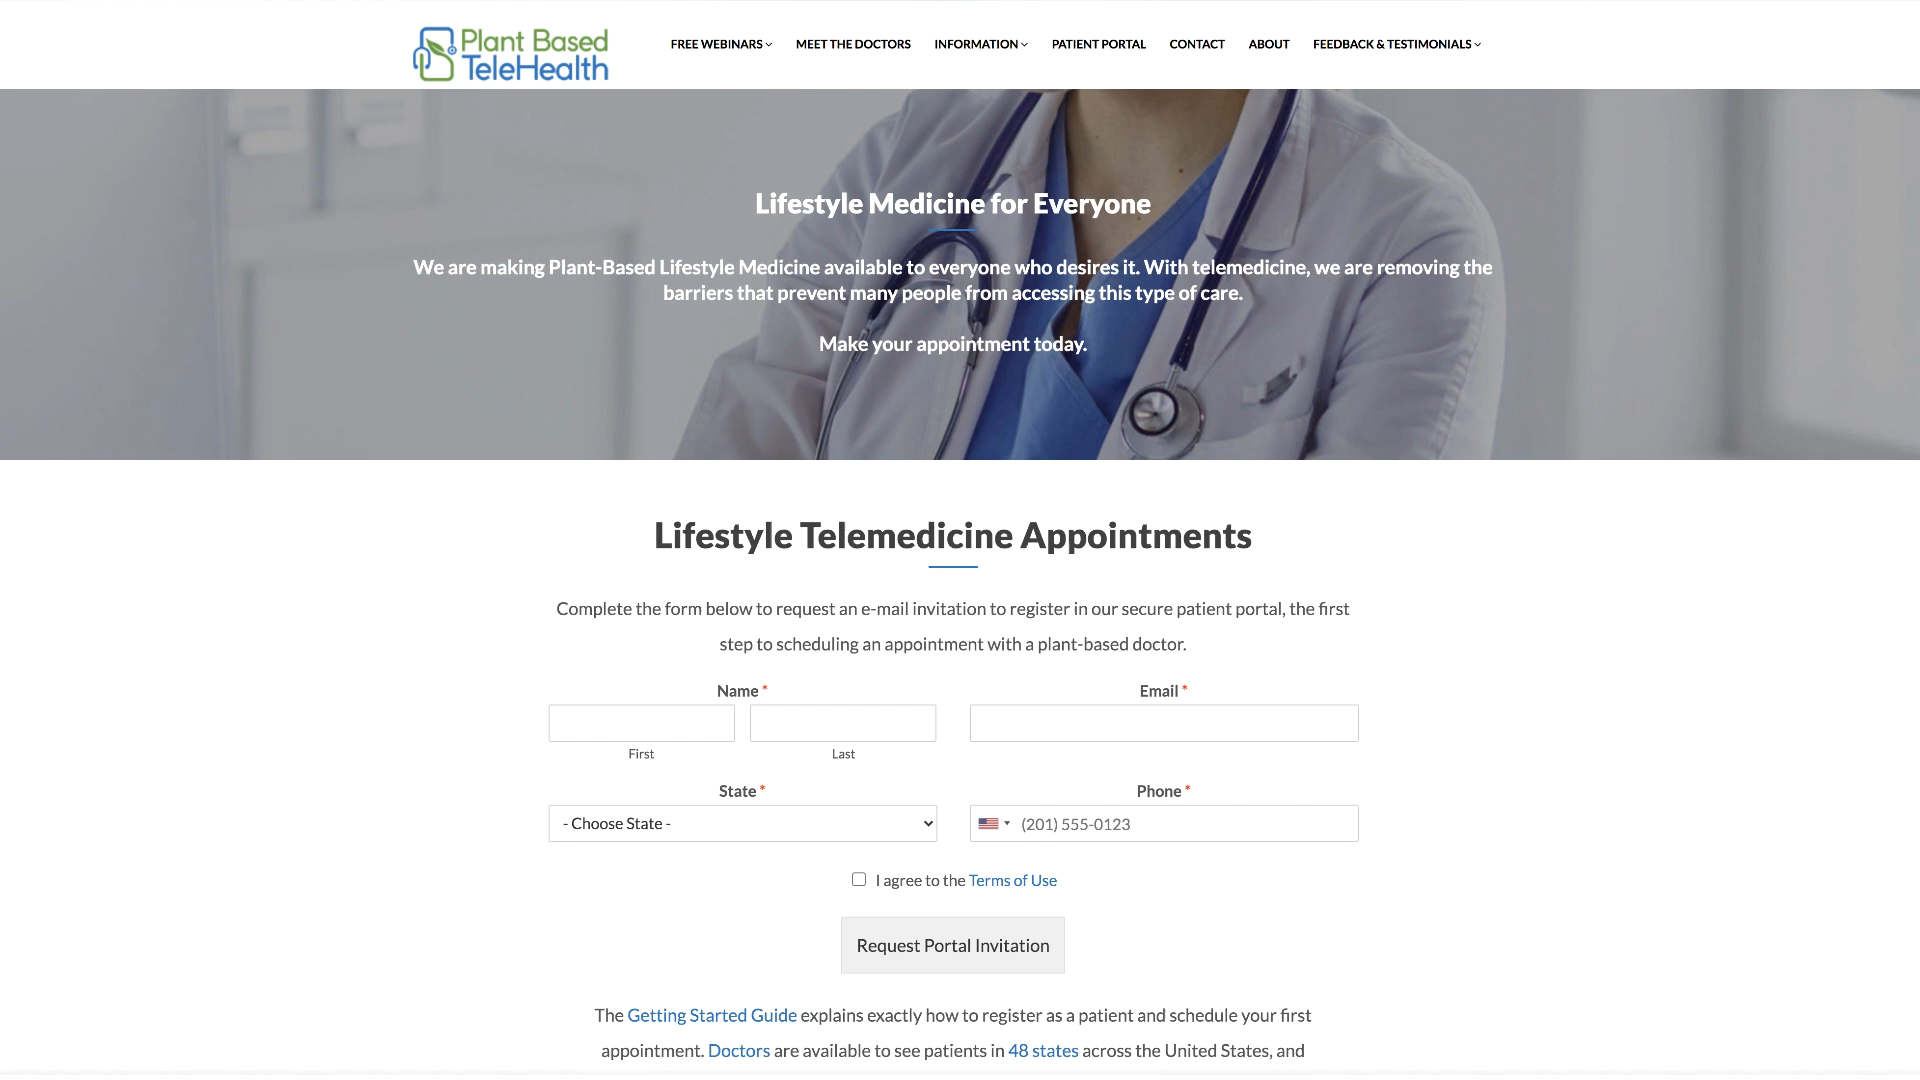 Plant Based
TeleHealth
FREE WEBINARS MEET THE DOCTORS INFORMATION PATIENT PORTAL CONTACT ABOUT FEEDBACK & TESTIMONIALS
Lifestyle Medicine for Everyone
We are making Plant-Based Lifestyle Medicine available to everyone who desires it. With telemedicine, we are removing the
barriers that prevent many people from accessing this type of care.
Make your appointment today.
Lifestyle Telemedicine Appointments
Complete the form below to request an e-mail invitation to register in our secure patient portal, the first
step to scheduling an appointment with a plant-based doctor.
Name * Email *
First Last
State * Phone *
- Choose State - (201) 555-0123
I agree to the Terms of Use
Request Portal Invitation
The Getting Started Guide explains exactly how to register as a patient and schedule your first
appointment. Doctors are available to see patients in 48 states across the United States, and